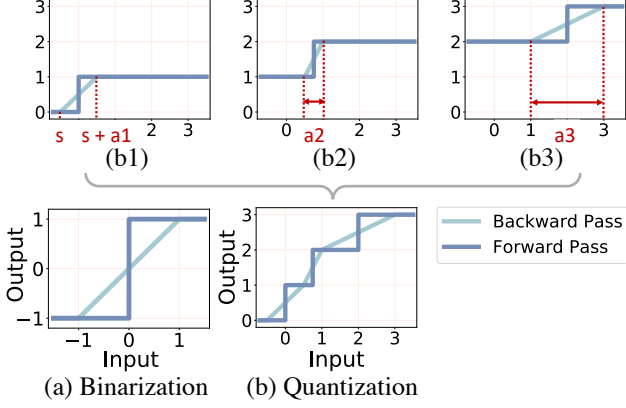 3
2
1
0
s
s + a1
2
3
(b1)
3
2
1
0
0
a2
2
3
(b2)
3
2
1
0
0
1
a3
3
(b3)
Output
1
0
−1
−1
0
1
Input
(a) Binarization
Output
3
2
1
0
0
1
2
3
Input
(b) Quantization
Backward Pass
Forward Pass